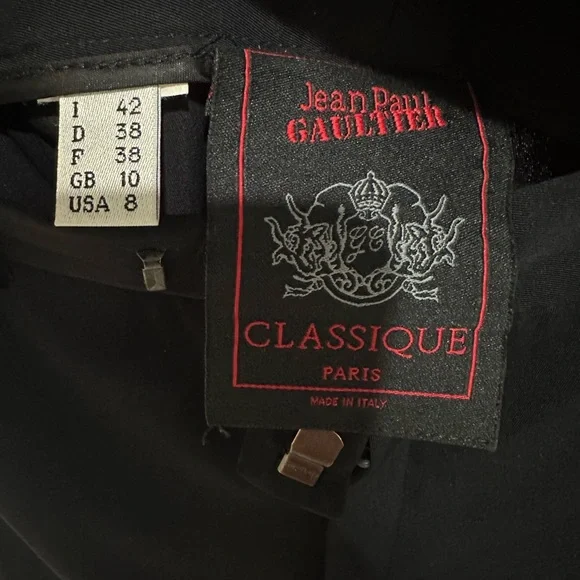 I 42
D 38
F 38
GB 10
USA 8
Jean Paul
GAULTIER
CLASSIQUE
PARIS
MADE IN ITALY